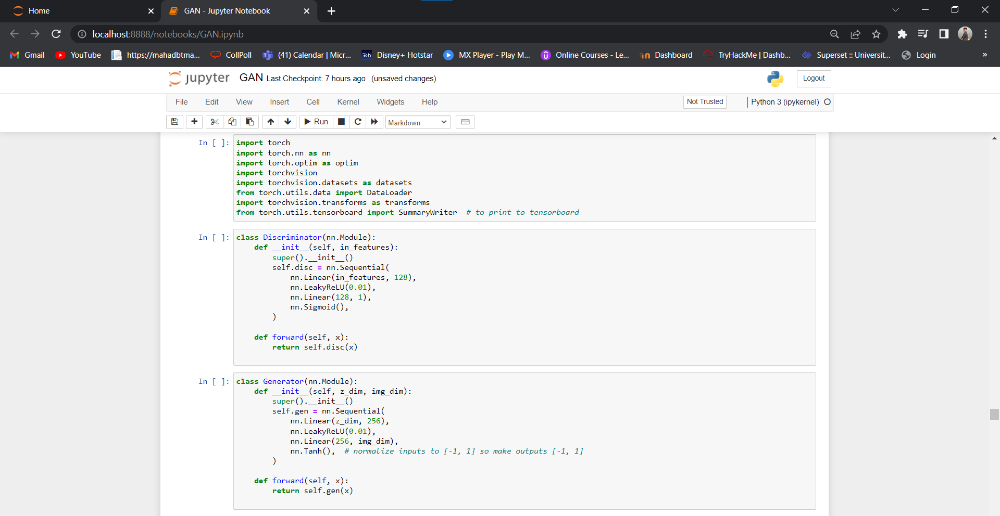 Home
GAN - Jupyter Notebook
localhost:8888/notebooks/GAN.ipynb
Gmail YouTube https://mahadbtma... CollPoll (41) Calendar | Micr... Disney+ Hotstar MX Player - Play M... Online Courses - Le... Dashboard TryHackMe | Dashb... Superset :: Universit... Login »
jupyter GAN Last Checkpoint: 7 hours ago (unsaved changes) Logout
File Edit View Insert Cell Kernel Widgets Help Not Trusted Python 3 (ipykernel)
Run Markdown
In [ ]: import torch
import torch.nn as nn
import torch.optim as optim
import torchvision
import torchvision.datasets as datasets
from torch.utils.data import DataLoader
import torchvision.transforms as transforms
from torch.utils.tensorboard import SummaryWriter  # to print to tensorboard
In [ ]: class Discriminator(nn.Module):
    def __init__(self, in_features):
        super().__init__()
        self.disc = nn.Sequential(
            nn.Linear(in_features, 128),
            nn.LeakyReLU(0.01),
            nn.Linear(128, 1),
            nn.Sigmoid(),
        )
    def forward(self, x):
        return self.disc(x)
In [ ]: class Generator(nn.Module):
    def __init__(self, z_dim, img_dim):
        super().__init__()
        self.gen = nn.Sequential(
            nn.Linear(z_dim, 256),
            nn.LeakyReLU(0.01),
            nn.Linear(256, img_dim),
            nn.Tanh(),  # normalize inputs to [-1, 1] so make outputs [-1, 1]
        )
    def forward(self, x):
        return self.gen(x)